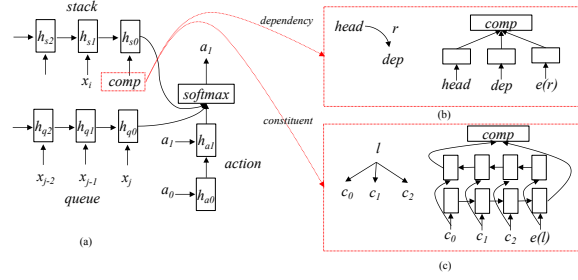 stack
h_s2 h_s1 h_s0
x_i
comp
a_1
softmax
h_q2 h_q1 h_q0
a_1
h_a1
action
x_j-2 x_j-1 x_j
queue
a_0
h_a0
(a)
dependency
constituent
head r
dep
comp
head dep e(r)
(b)
l
c_0 c_1 c_2
comp
c_0 c_1 c_2 e(l)
(c)